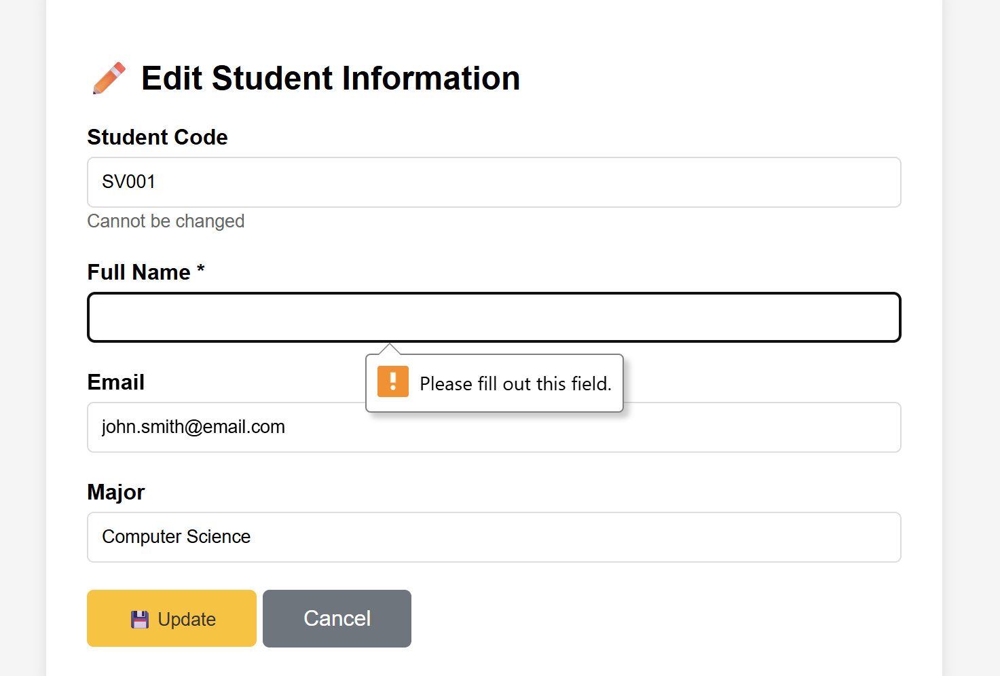 Edit Student Information
Student Code
SV001
Cannot be changed
Full Name *
Please fill out this field.
Email
john.smith@email.com
Major
Computer Science
Update
Cancel